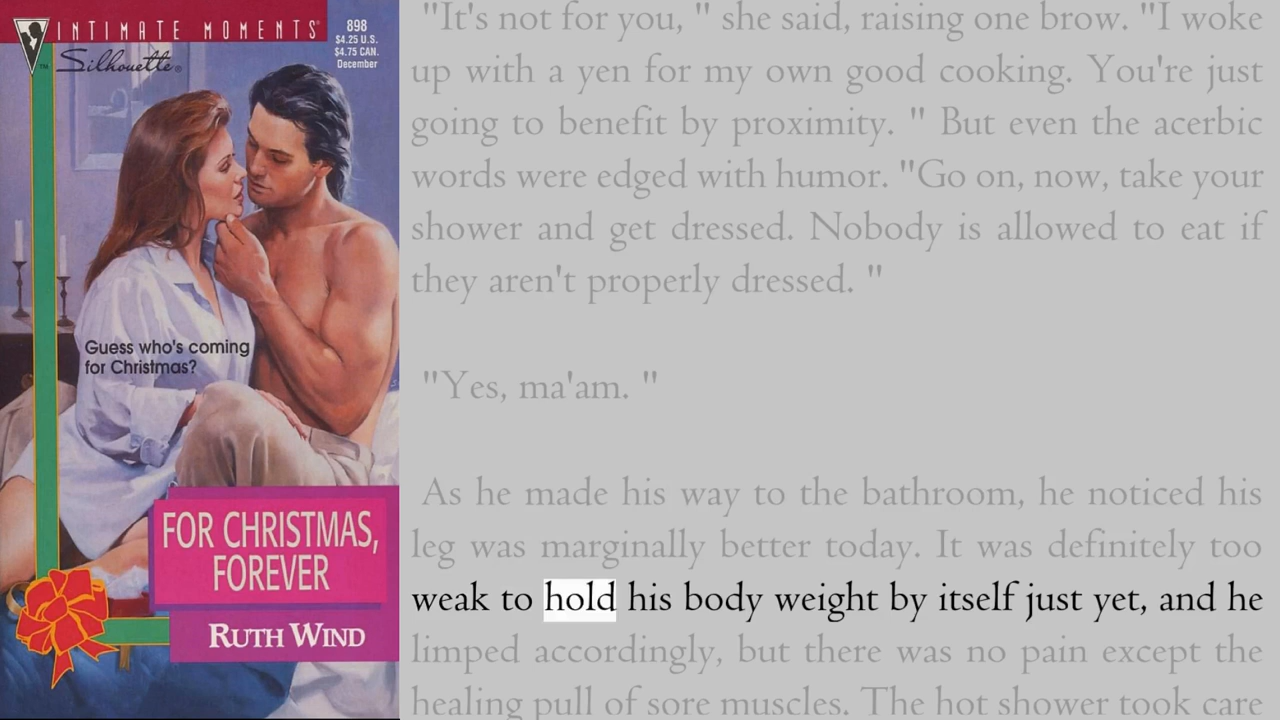 INTIMATE MOMENTS®
Silhouette®
TM
898
$4.25 U.S.
$4.75 CAN.
December
Guess who's coming
for Christmas?
FOR CHRISTMAS,
FOREVER
RUTH WIND
"It's not for you, " she said, raising one brow. "I woke
up with a yen for my own good cooking. You're just
going to benefit by proximity. " But even the acerbic
words were edged with humor. "Go on, now, take your
shower and get dressed. Nobody is allowed to eat if
they aren't properly dressed. "
"Yes, ma'am. "
As he made his way to the bathroom, he noticed his
leg was marginally better today. It was definitely too
weak to hold his body weight by itself just yet, and he
limped accordingly, but there was no pain except the
healing pull of sore muscles. The hot shower took care